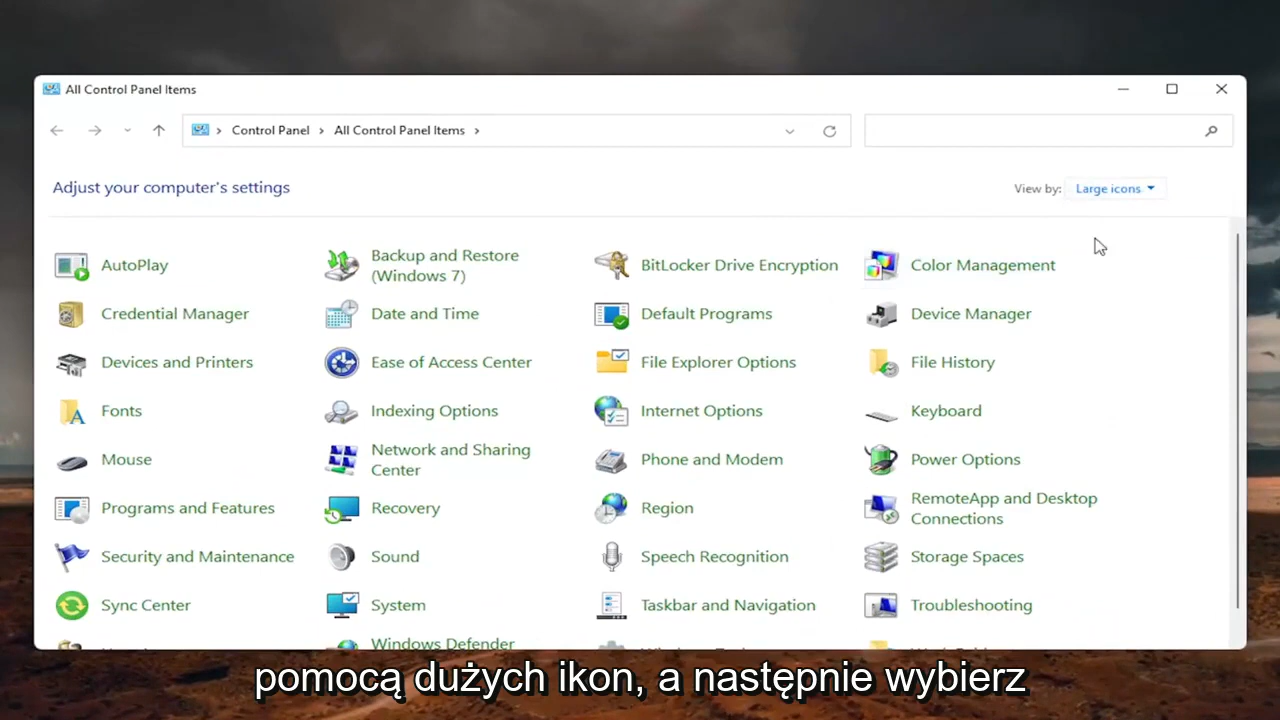 All Control Panel Items
Control Panel > All Control Panel Items >
Adjust your computer's settings
View by: Large icons
AutoPlay
Backup and Restore
(Windows 7)
BitLocker Drive Encryption
Color Management
Credential Manager
Date and Time
Default Programs
Device Manager
Devices and Printers
Ease of Access Center
File Explorer Options
File History
Fonts
Indexing Options
Internet Options
Keyboard
Mouse
Network and Sharing
Center
Phone and Modem
Power Options
Programs and Features
Recovery
Region
RemoteApp and Desktop
Connections
Security and Maintenance
Sound
Speech Recognition
Storage Spaces
Sync Center
System
Taskbar and Navigation
Troubleshooting
Windows Defender
pomocą dużych ikon, a następnie wybierz